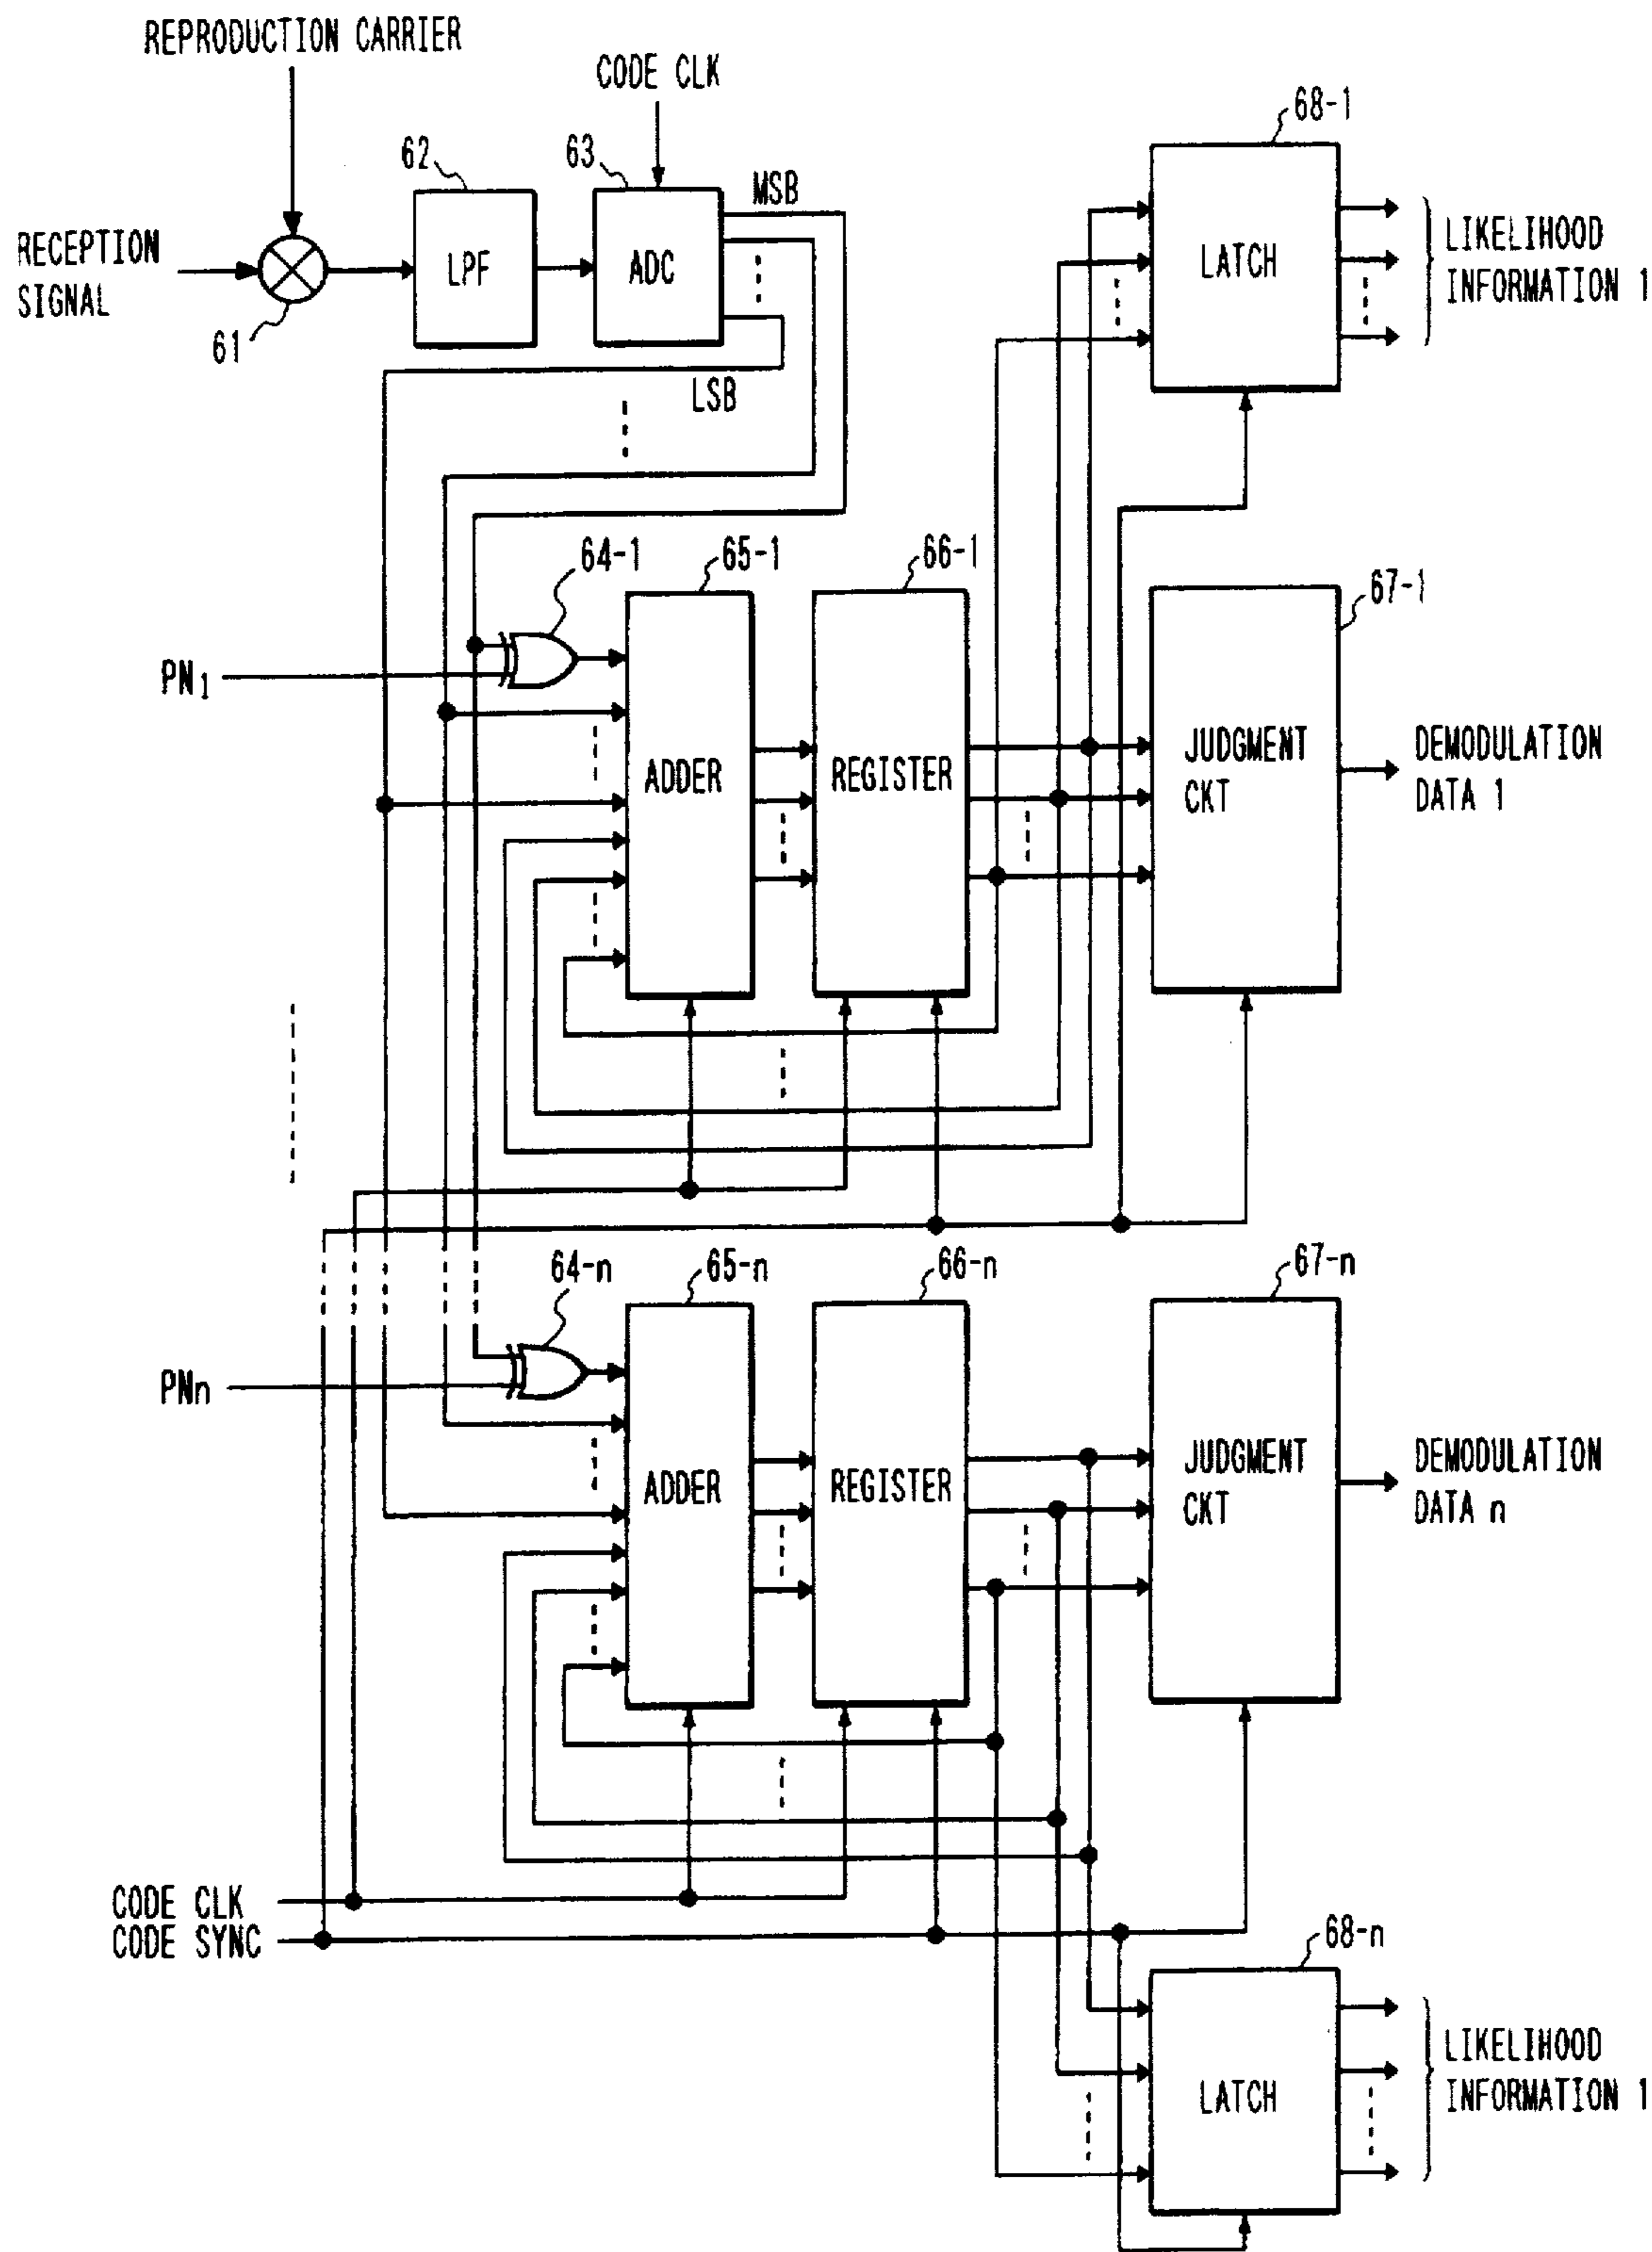 REPRODUCTION CARRIER
CODE CLK
68-1
62
63
MSB
RECEPTION
SIGNAL
LPF
ADC
LATCH
LIKELIHOOD
INFORMATION 1
61
LSB
64-1
65-1
66-1
67-1
PN1
ADDER
REGISTER
JUDGMENT
CKT
DEMODULATION
DATA 1
64-n
65-n
66-n
67-n
PNn
ADDER
REGISTER
JUDGMENT
CKT
DEMODULATION
DATA n
CODE CLK
CODE SYNC
68-n
LATCH
LIKELIHOOD
INFORMATION 1